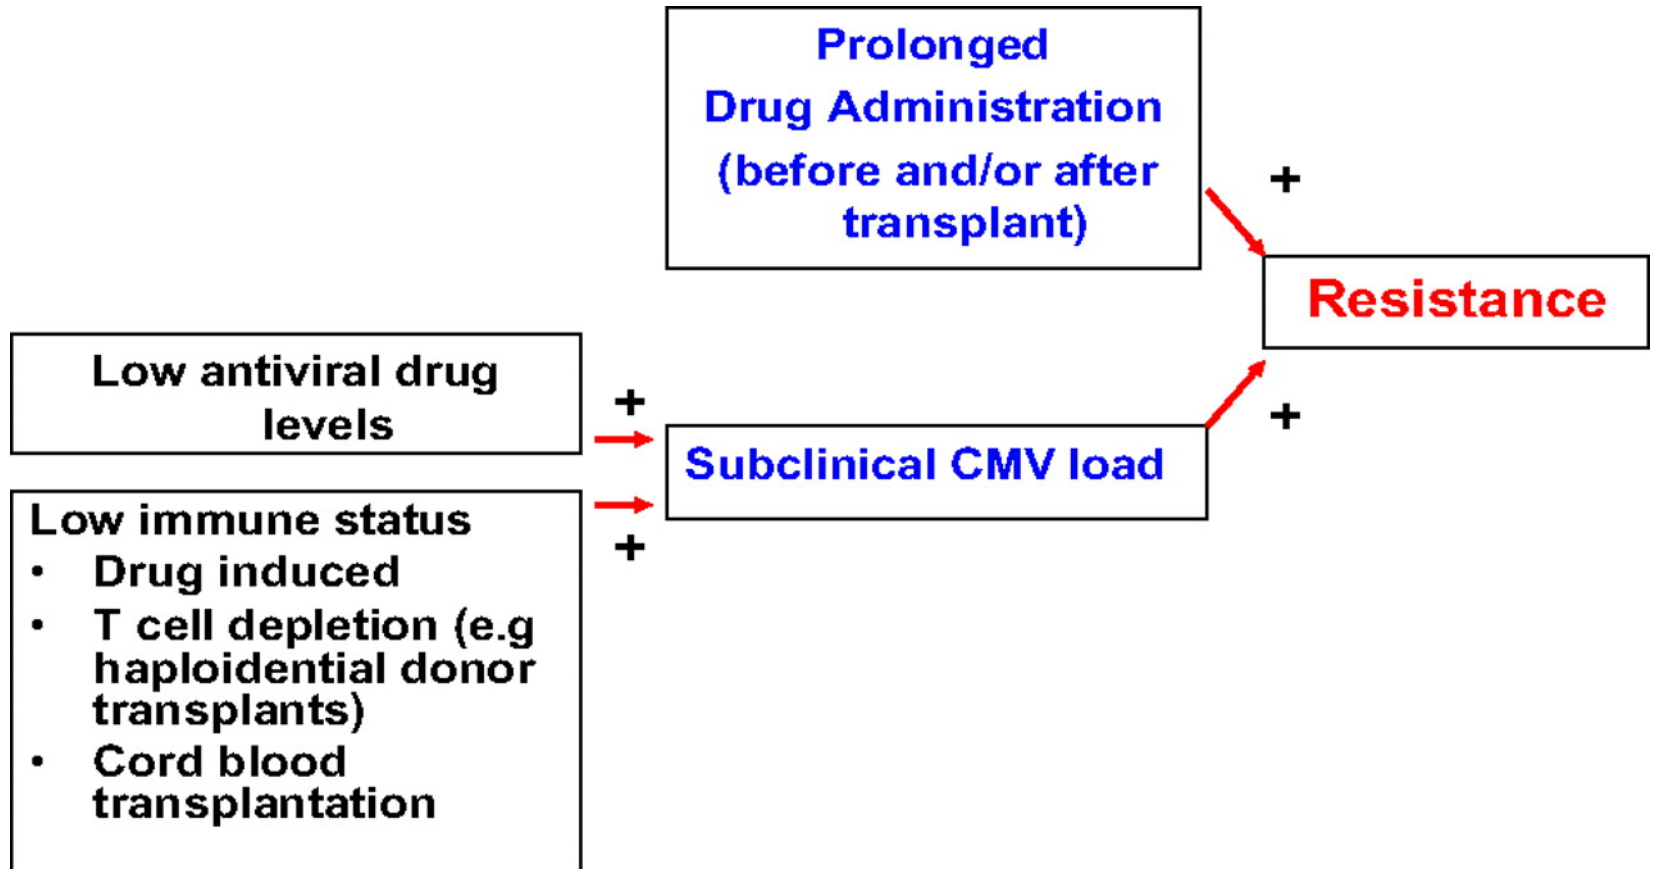 Prolonged
Drug Administration
(before and/or after
transplant)
+
Resistance
Low antiviral drug
levels
+
+
Subclinical CMV load
Low immune status
+
• Drug induced
• T cell depletion (e.g
haploidential donor
transplants)
• Cord blood
transplantation